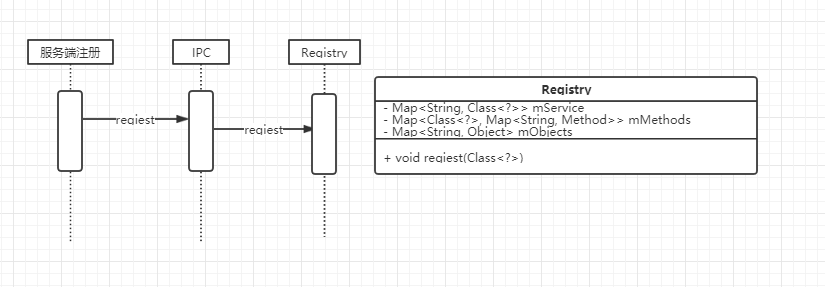 服务端注册
IPC
Registry
regiest
regiest
Registry
- Map<String, Class<?>> mService
- Map<Class<?>, Map<String, Method>> mMethods
- Map<String, Object> mObjects
+ void regiest(Class<?>)